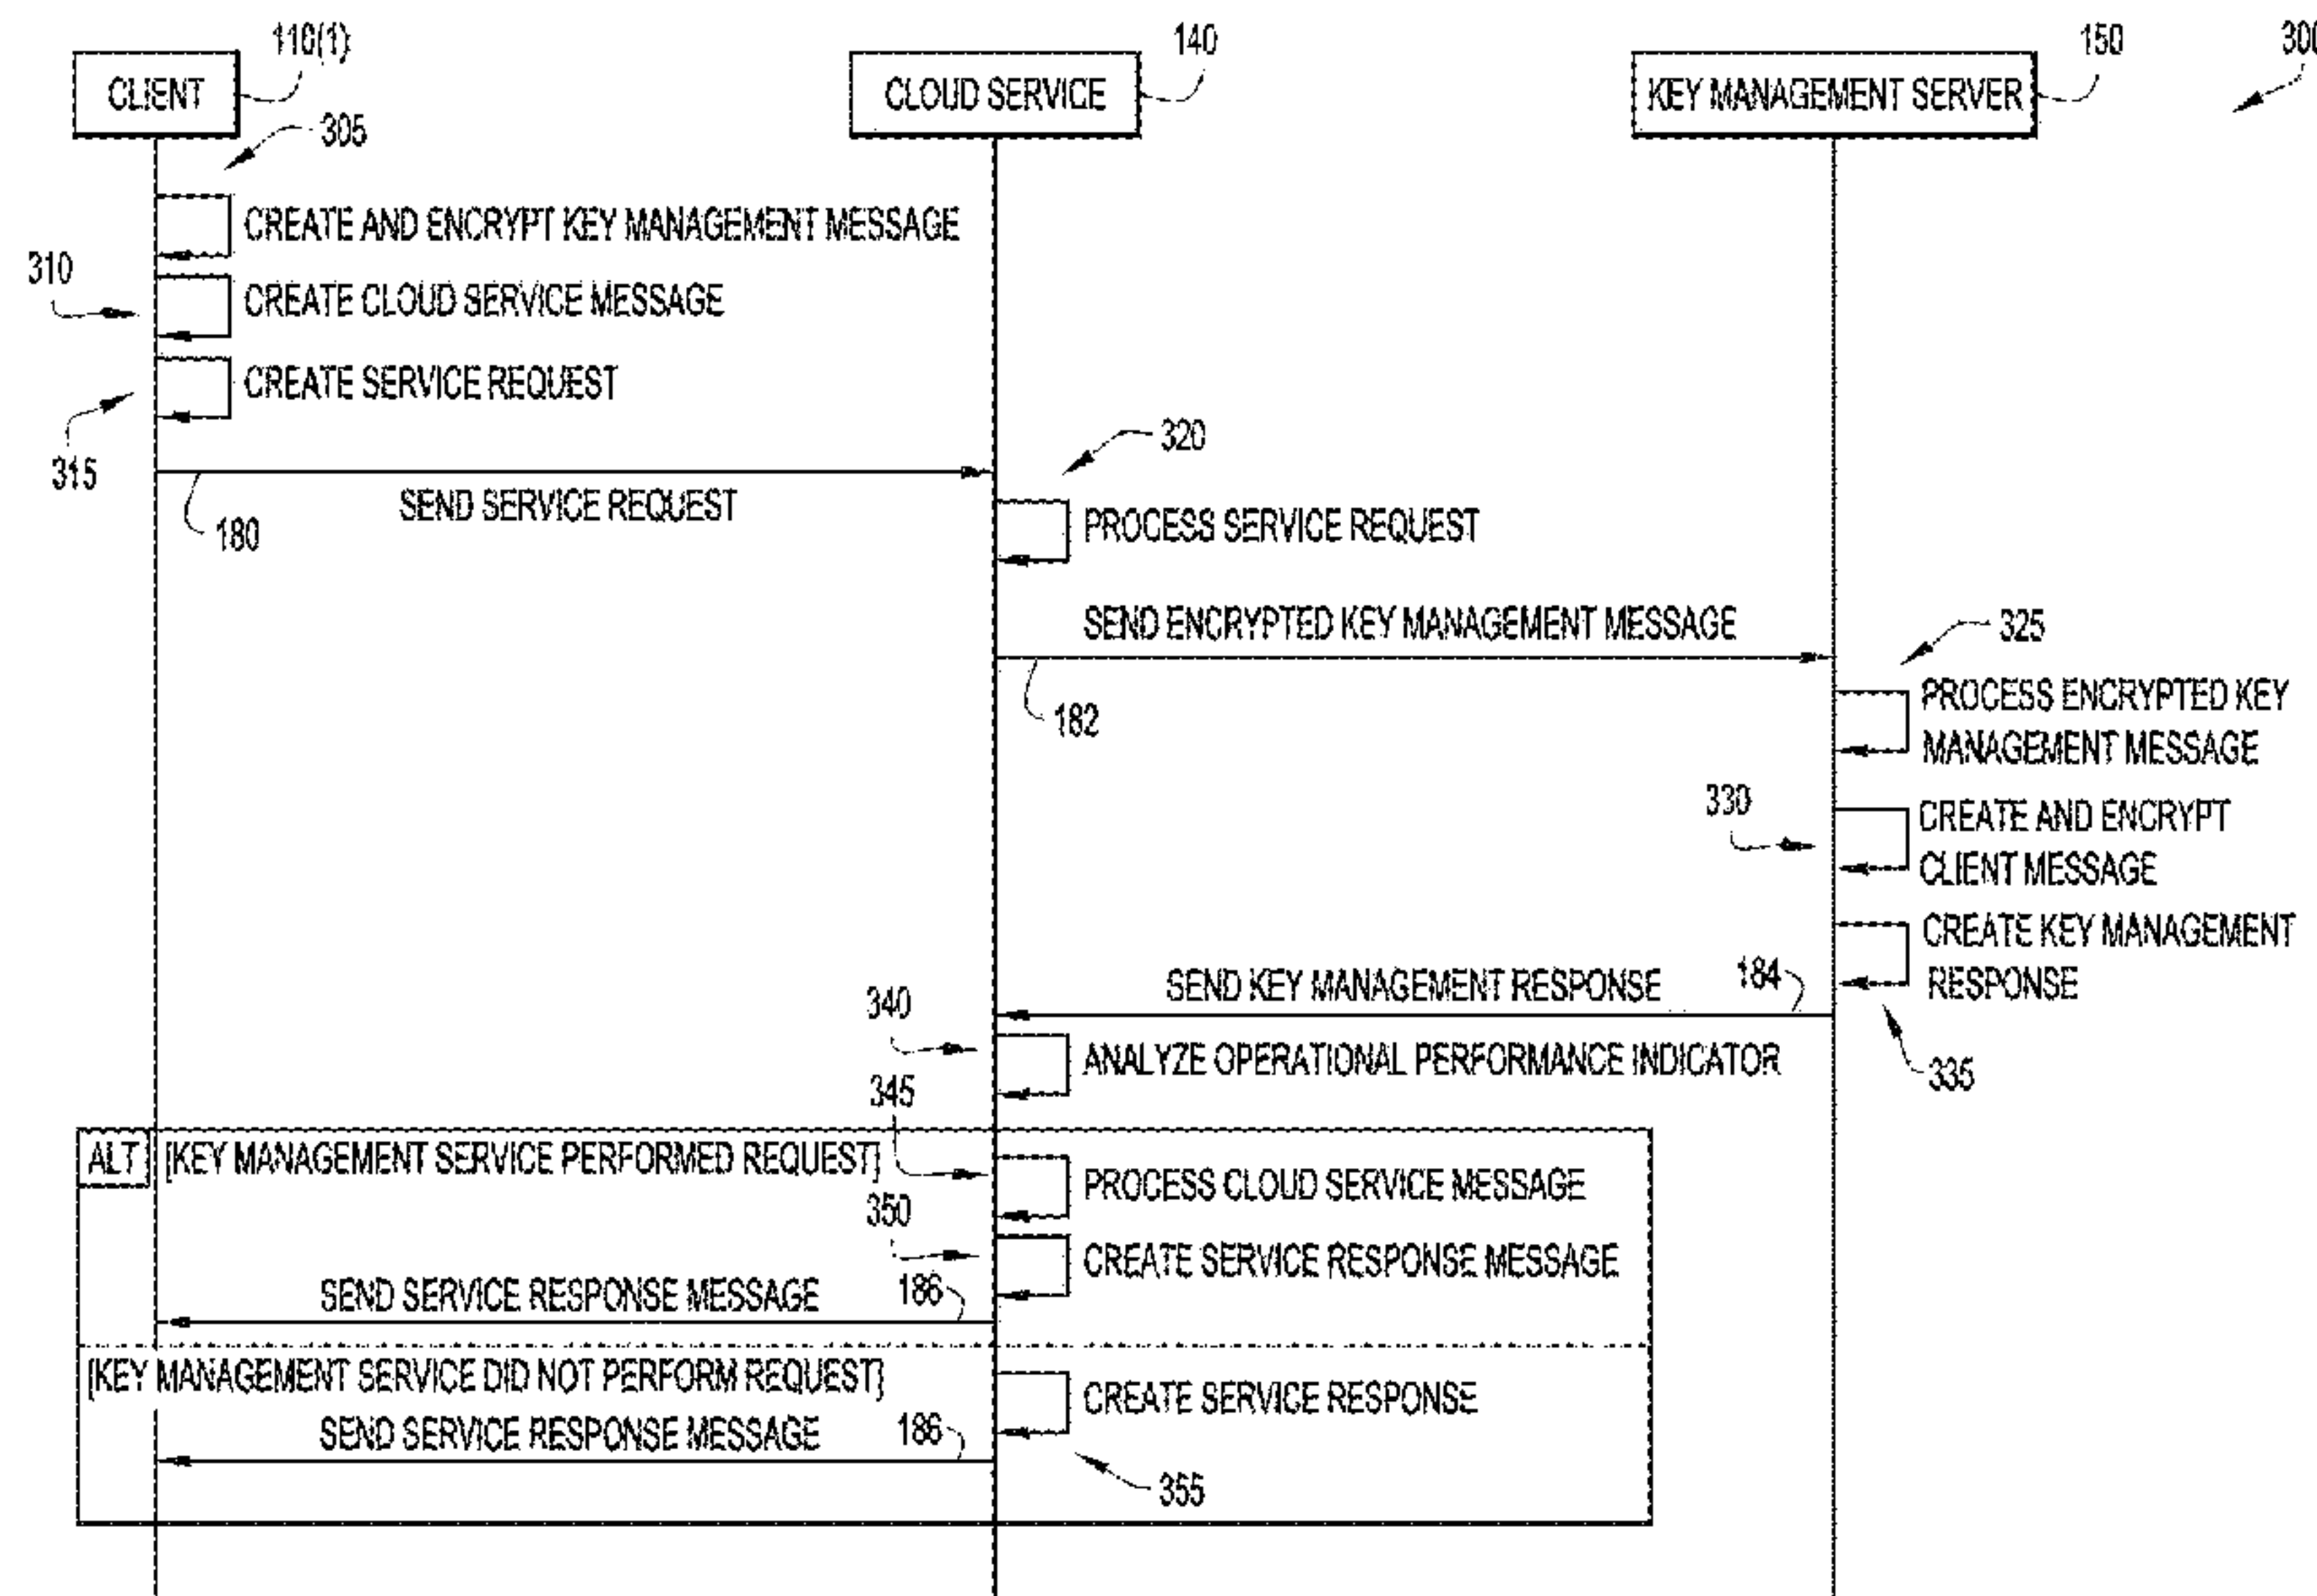 110(1)
140
150
300
CLIENT
CLOUD SERVICE
KEY MANAGEMENT SERVER
305
CREATE AND ENCRYPT KEY MANAGEMENT MESSAGE
310
CREATE CLOUD SERVICE MESSAGE
CREATE SERVICE REQUEST
315
320
SEND SERVICE REQUEST
180
PROCESS SERVICE REQUEST
SEND ENCRYPTED KEY MANAGEMENT MESSAGE
325
182
PROCESS ENCRYPTED KEY
MANAGEMENT MESSAGE
330
CREATE AND ENCRYPT
CLIENT MESSAGE
CREATE KEY MANAGEMENT
RESPONSE
SEND KEY MANAGEMENT RESPONSE
184
340
ANALYZE OPERATIONAL PERFORMANCE INDICATOR
335
345
ALT
[KEY MANAGEMENT SERVICE PERFORMED REQUEST]
PROCESS CLOUD SERVICE MESSAGE
350
CREATE SERVICE RESPONSE MESSAGE
SEND SERVICE RESPONSE MESSAGE
186
[KEY MANAGEMENT SERVICE DID NOT PERFORM REQUEST]
CREATE SERVICE RESPONSE
SEND SERVICE RESPONSE MESSAGE
186
355